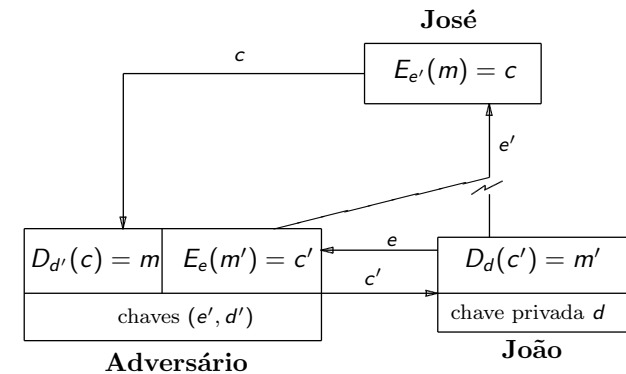 José
c
E_{e′}(m) = c
e′
D_{d′}(c) = m
E_e(m′) = c′
e
D_d(c′) = m′
c′
chaves (e′, d′)
chave privada d
Adversário
João